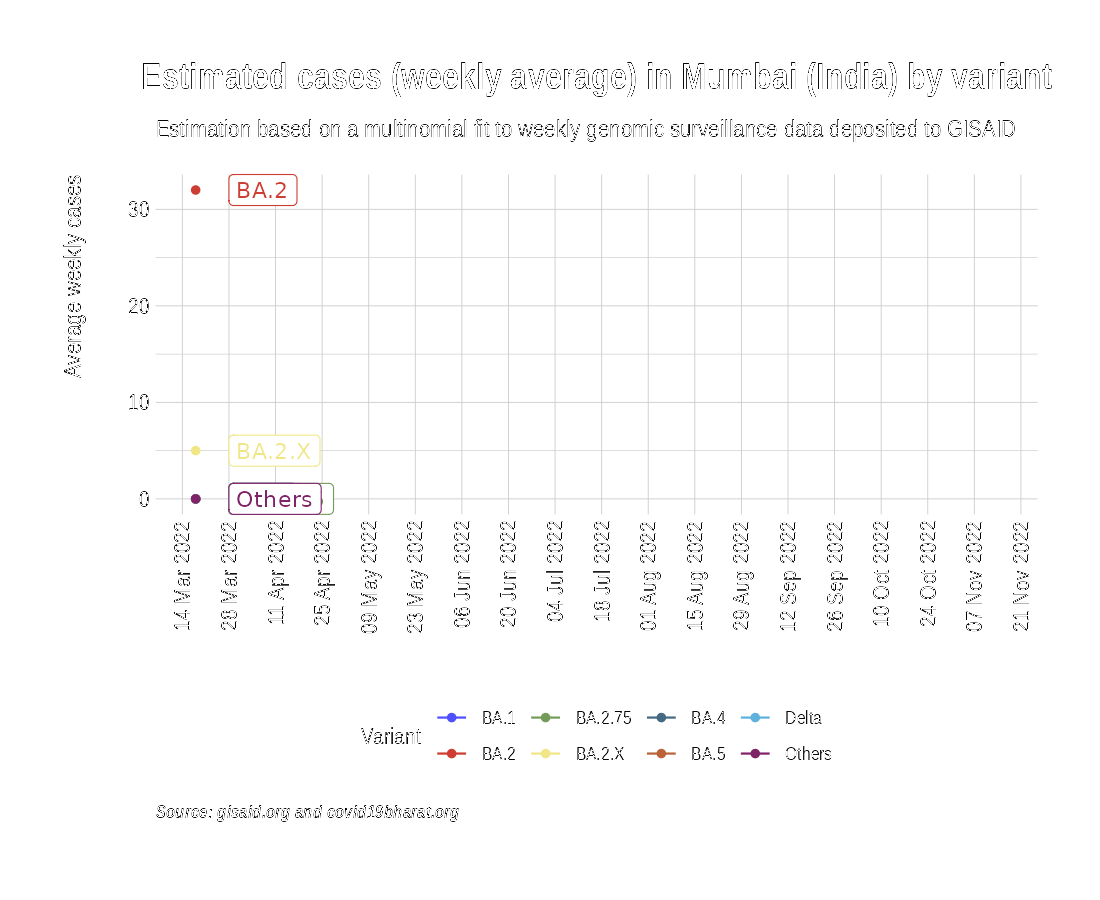 Estimated cases (weekly average) in Mumbai (India) by variant
Estimation based on a multinomial fit to weekly genomic surveillance data deposited to GISAID
Average weekly cases
30
20
10
0
BA.2
BA.2.X
Others
14 Mar 2022
28 Mar 2022
11 Apr 2022
25 Apr 2022
09 May 2022
23 May 2022
06 Jun 2022
20 Jun 2022
04 Jul 2022
18 Jul 2022
01 Aug 2022
15 Aug 2022
29 Aug 2022
12 Sep 2022
26 Sep 2022
10 Oct 2022
24 Oct 2022
07 Nov 2022
21 Nov 2022
Variant
BA.1 BA.2.75 BA.4 Delta
BA.2 BA.2.X BA.5 Others
Source: gisaid.org and covid19bharat.org